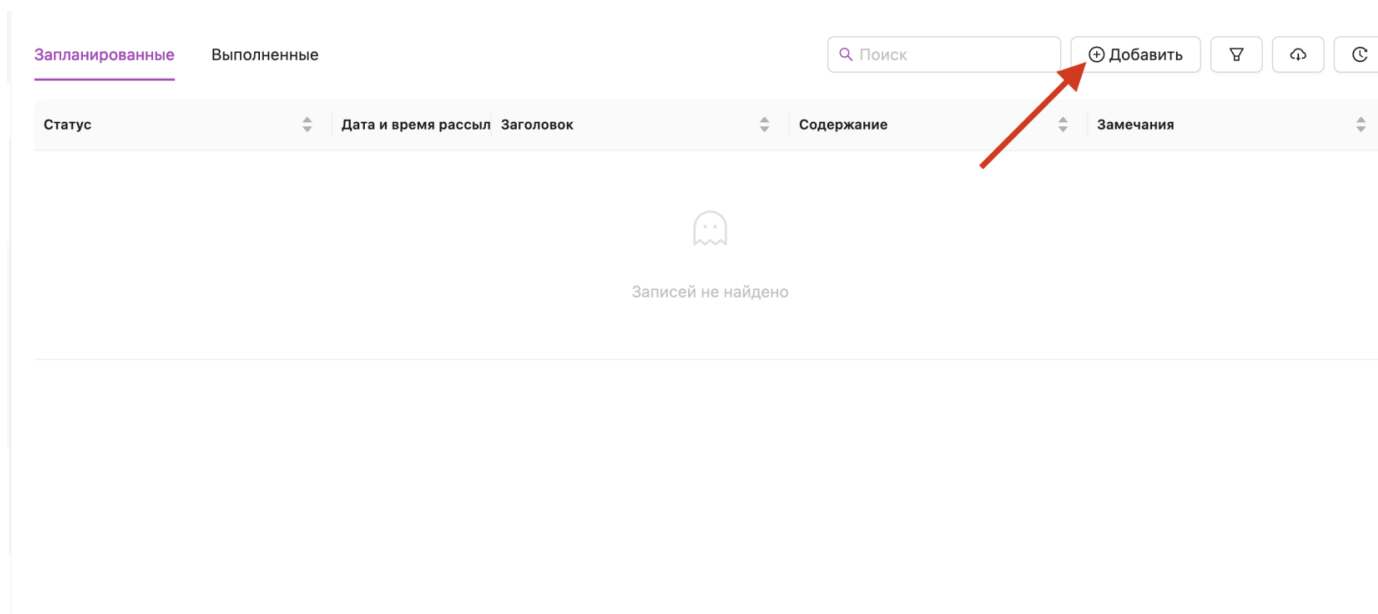 Запланированные Выполненные Поиск Добавить
Статус Дата и время рассыл Заголовок Содержание Замечания
Записей не найдено